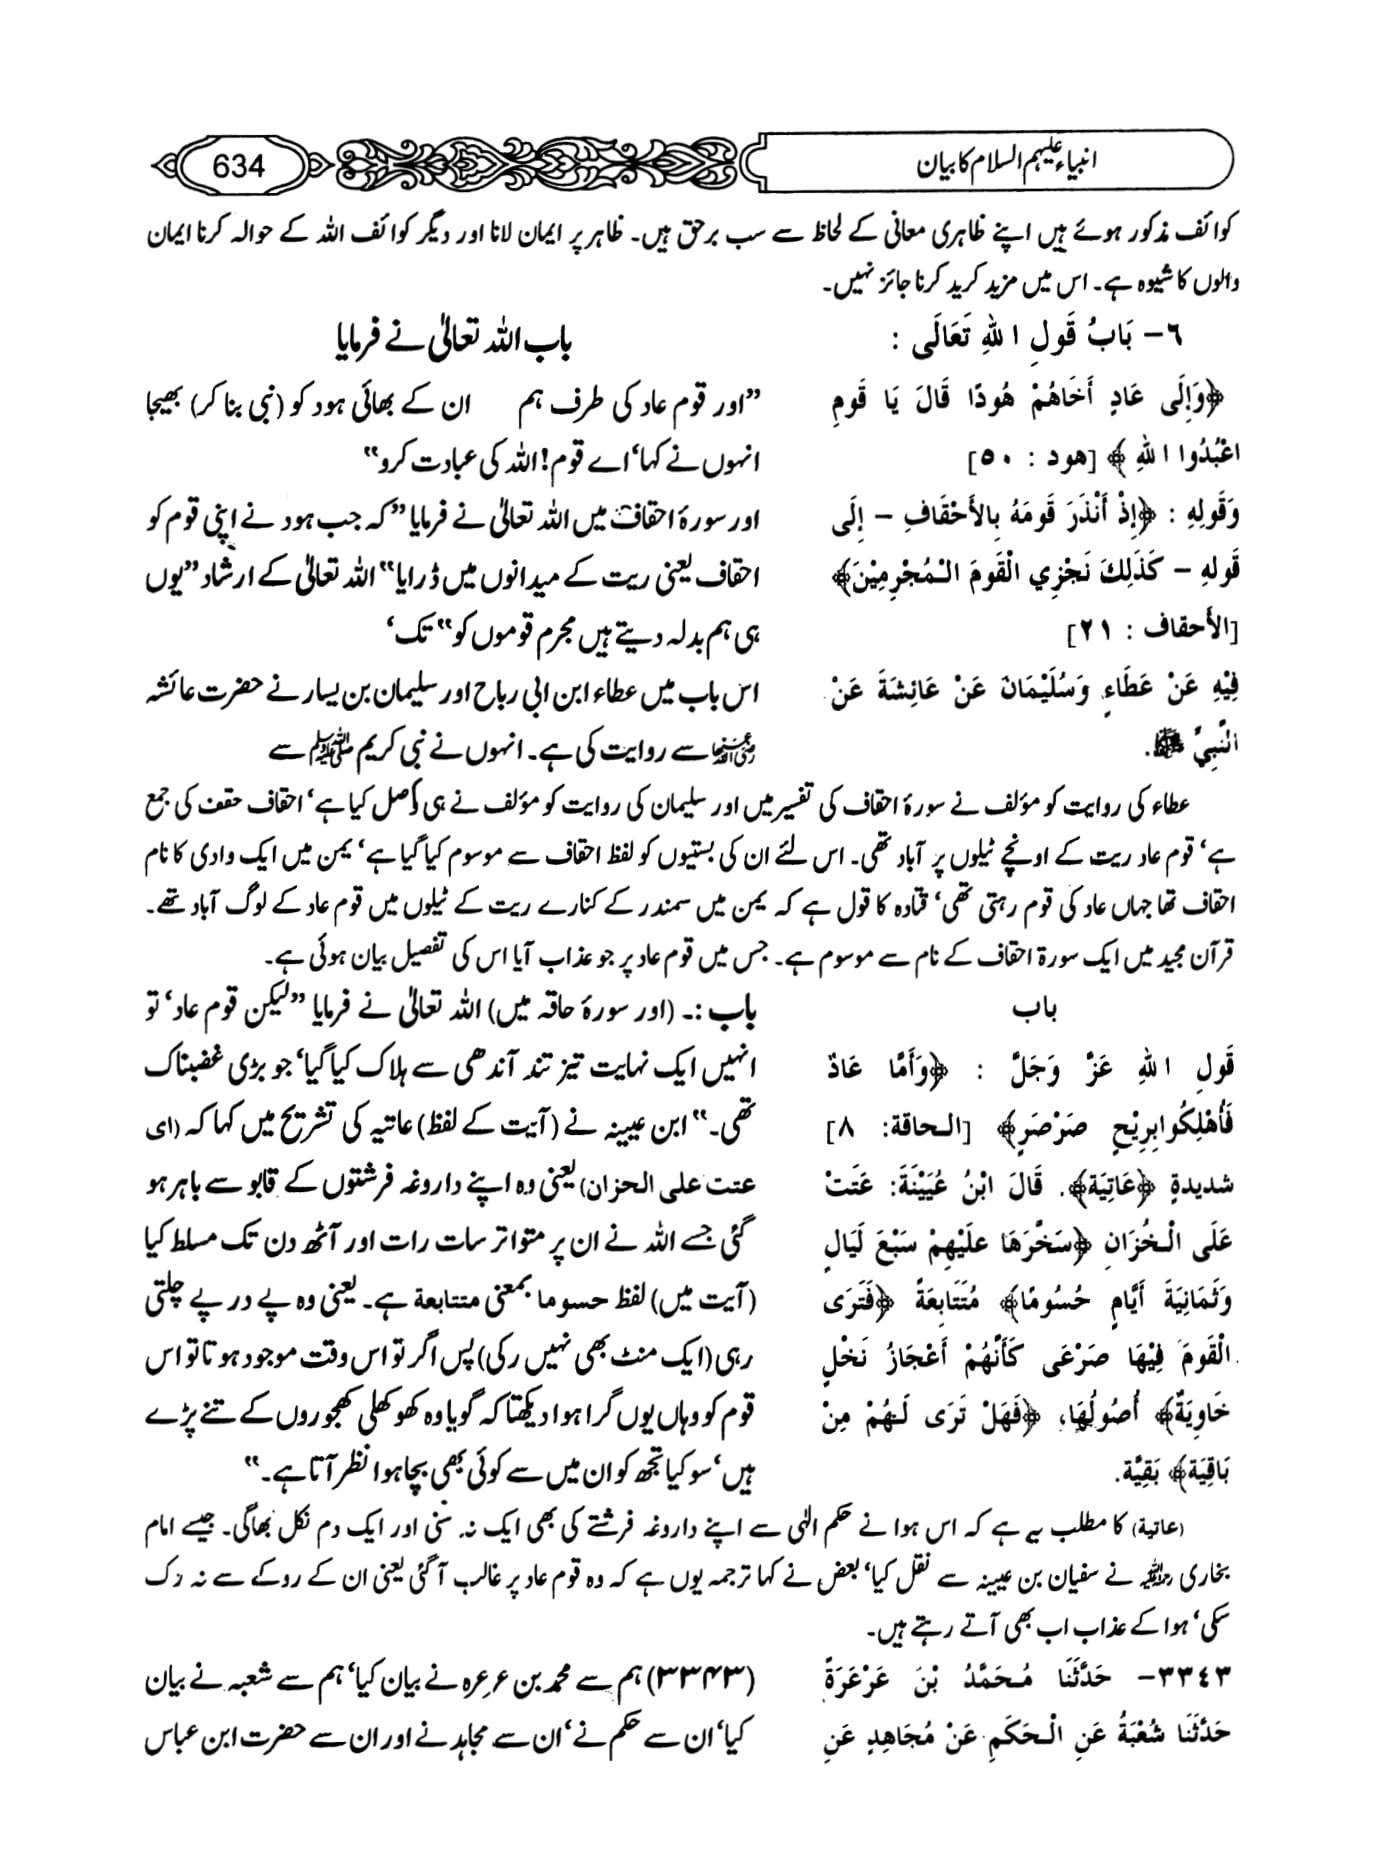 انبیاء علیہم السلام کا بیان
634
کوائف مذکور ہوئے ہیں اپنے ظاہری معانی کے لحاظ سے سب برحق ہیں۔ ظاہر پر ایمان لانا اور دیگر کوائف اللہ کے حوالہ کرنا ایمان
والوں کا شیوہ ہے۔ اس میں مزید کرید کرنا جائز نہیں۔
٦- بَابُ قَولِ اللهِ تَعَالَى :
﴿وَإِلَى عَادٍ أَخَاهُمْ هُودًا قَالَ يَا قَومِ
اعْبُدُوا اللهِ﴾ [هود : ٥٠]
وَقَولِهِ : ﴿إِذْ أَنْذَرَ قَومَهُ بِالأَحْقَافِ – إِلَى
قَولهِ – كَذَلِكَ نَجْزِي الْقَومَ الْـمُجْرِمِيْنَ﴾
[الأحقاف : ٢١]
فِيْهِ عَنْ عَطَاءٍ وَسُلَيْمَانَ عَنْ عَائِشَةَ عَنْ
النَّبِيِّ ﷺ.
باب اللہ تعالیٰ نے فرمایا
”اور قوم عاد کی طرف ہم ان کے بھائی ہود کو (نبی بنا کر) بھیجا
انہوں نے کہا‘ اے قوم! اللہ کی عبادت کرو“
اور سورۂ احقاف میں اللہ تعالیٰ نے فرمایا ”کہ جب ہود نے اپنی قوم کو
احقاف یعنی ریت کے میدانوں میں ڈرایا“ اللہ تعالیٰ کے ارشاد ”یوں
ہی ہم بدلہ دیتے ہیں مجرم قوموں کو“ تک‘
اس باب میں عطاء ابن ابی رباح اور سلیمان بن یسار نے حضرت عائشہ
رضی اللہ عنہا سے روایت کی ہے۔ انہوں نے نبی کریم ﷺ سے
عطاء کی روایت کو مؤلف نے سورۂ احقاف کی تفسیر میں اور سلیمان کی روایت کو مؤلف نے ہی وصل کیا ہے‘ احقاف حقف کی جمع
ہے‘ قوم عاد ریت کے اونچے ٹیلوں پر آباد تھی۔ اس لئے ان کی بستیوں کو لفظ احقاف سے موسوم کیا گیا ہے‘ یمن میں ایک وادی کا نام
احقاف تھا جہاں عاد کی قوم رہتی تھی‘ قتادہ کا قول ہے کہ یمن میں سمندر کے کنارے ریت کے ٹیلوں میں قوم عاد کے لوگ آباد تھے۔
قرآن مجید میں ایک سورۃ احقاف کے نام سے موسوم ہے۔ جس میں قوم عاد پر جو عذاب آیا اس کی تفصیل بیان ہوئی ہے۔
باب
قَولِ اللهِ عَزَّ وَجَلَّ : ﴿وَأَمَّا عَادٌ
فَأُهْلِكُوابِرِيْحٍ صَرْصَرٍ﴾ [الـحاقة: ٨]
شديدةٍ ﴿عَاتِيَة﴾. قَالَ ابْنُ عُيَيْنَةَ: عَتَتْ
عَلَى الْـخُزَانِ ﴿سَخَّرَهَا عَلَيْهِمْ سَبْعَ لَيَالٍ
وَثَمَانِيَةَ أَيَّامٍ حُسُومًا﴾ مُتَتَابِعَةً ﴿فَتَرَى
الْقَومَ فِيْهَا صَرْعَى كَأَنَّهُمْ أَعْجَازُ نَخْلٍ
خَاوِيَةٌ﴾ أُصُولُهَا، ﴿فَهَلْ تَرَى لَـهُمْ مِنْ
بَاقِيَة﴾ بَقِيَّة.
باب :۔ (اور سورۂ حاقہ میں) اللہ تعالیٰ نے فرمایا ”لیکن قوم عاد‘ تو
انہیں ایک نہایت تیز تند آندھی سے ہلاک کیا گیا‘ جو بڑی غضبناک
تھی۔“ ابن عیینہ نے (آیت کے لفظ) عاتیہ کی تشریح میں کہا کہ (ای
عتت علی الحزان) یعنی وہ اپنے داروغہ فرشتوں کے قابو سے باہر ہو
گئی جسے اللہ نے ان پر متواتر سات رات اور آٹھ دن تک مسلط کیا
(آیت میں) لفظ حسوما بمعنی متتابعة ہے۔ یعنی وہ پے در پے چلتی
رہی (ایک منٹ بھی نہیں رکی) پس اگر تو اس وقت موجود ہوتا تو اس
قوم کو وہاں یوں گرا ہوا دیکھتا کہ گویا وہ کھوکھلی کھجوروں کے تنے پڑے
ہیں‘ سو کیا تجھ کو ان میں سے کوئی بھی بچا ہوا نظر آتا ہے۔“
(عاتیة) کا مطلب یہ ہے کہ اس ہوا نے حکم الٰہی سے اپنے داروغہ فرشتے کی بھی ایک نہ سنی اور ایک دم نکل بھاگی۔ جیسے امام
بخاری رحمہ اللہ نے سفیان بن عیینہ سے نقل کیا‘ بعض نے کہا ترجمہ یوں ہے کہ وہ قوم عاد پر غالب آگئی یعنی ان کے روکے سے نہ رک
سکی‘ ہوا کے عذاب اب بھی آتے رہتے ہیں۔
٣٣٤٣- حَدَّثَنَا مُـحَمَّدُ بْنَ عَرْعَرَةً
حَدَّثَنَا شُعْبَةُ عَنِ الْـحَكَمِ عَنْ مُجَاهِدٍ عَنِ
(۳۳۴۳) ہم سے محمد بن عرعرہ نے بیان کیا‘ ہم سے شعبہ نے بیان
کیا‘ ان سے حکم نے‘ ان سے مجاہد نے اور ان سے حضرت ابن عباس